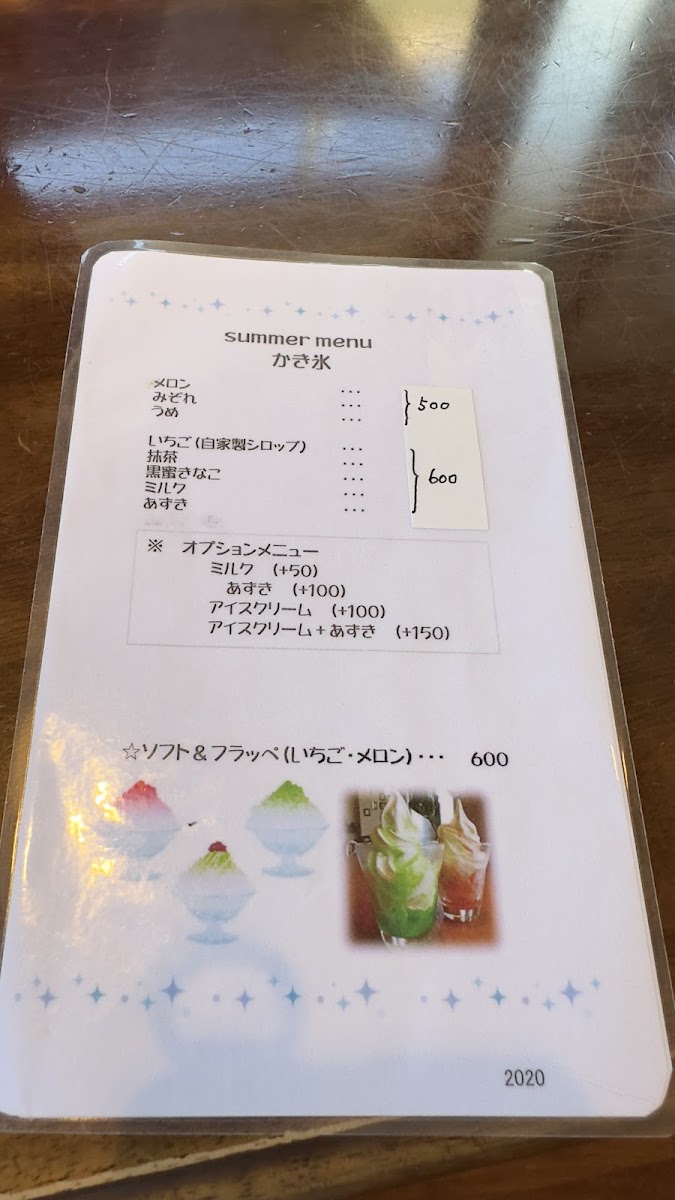 summer menu
かき氷
メロン ...
みぞれ ... } 500
うめ ...
いちご(自家製シロップ) ...
抹茶 ...
黒蜜きなこ ... } 600
ミルク ...
あずき ...
※ オプションメニュー
ミルク (+50)
あずき (+100)
アイスクリーム (+100)
アイスクリーム+あずき (+150)
☆ソフト&フラッペ(いちご・メロン)・・・ 600
2020